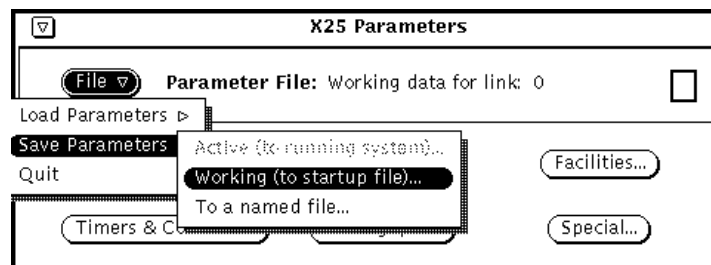 X25 Parameters
File Parameter File: Working data for link: 0
Load Parameters
Save Parameters
Active (to running system)...
Quit
Working (to startup file)...
Facilities...
To a named file...
Timers &
Special...